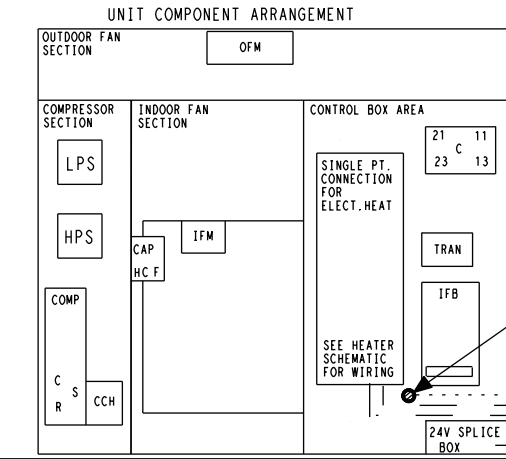 UNIT COMPONENT ARRANGEMENT
OUTDOOR FAN
SECTION
OFM
COMPRESSOR
SECTION
INDOOR FAN
SECTION
CONTROL BOX AREA
21 11
C
23 13
LPS
SINGLE PT.
CONNECTION
FOR
ELECT.HEAT
HPS
IFM
CAP
HC F
TRAN
COMP
IFB
SEE HEATER
SCHEMATIC
FOR WIRING
C
S
R
CCH
24V SPLICE
BOX